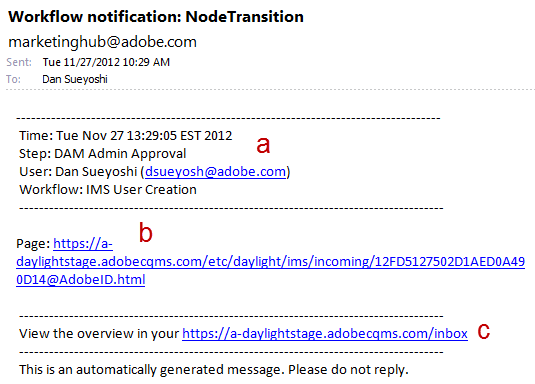 Workflow notification: NodeTransition
marketinghub@adobe.com
Sent: Tue 11/27/2012 10:29 AM
To: Dan Sueyoshi
--------------------------------------------------------------------------------
Time: Tue Nov 27 13:29:05 EST 2012
a
Step: DAM Admin Approval
User: Dan Sueyoshi (dsueyosh@adobe.com)
Workflow: IMS User Creation
--------------------------------------------------------------------------------
b
Page: https://a-
daylightstage.adobecqms.com/etc/daylight/ims/incoming/12FD5127502D1AED0A49
0D14@AdobeID.html
--------------------------------------------------------------------------------
View the overview in your https://a-daylightstage.adobecqms.com/inbox c
--------------------------------------------------------------------------------
This is an automatically generated message. Please do not reply.